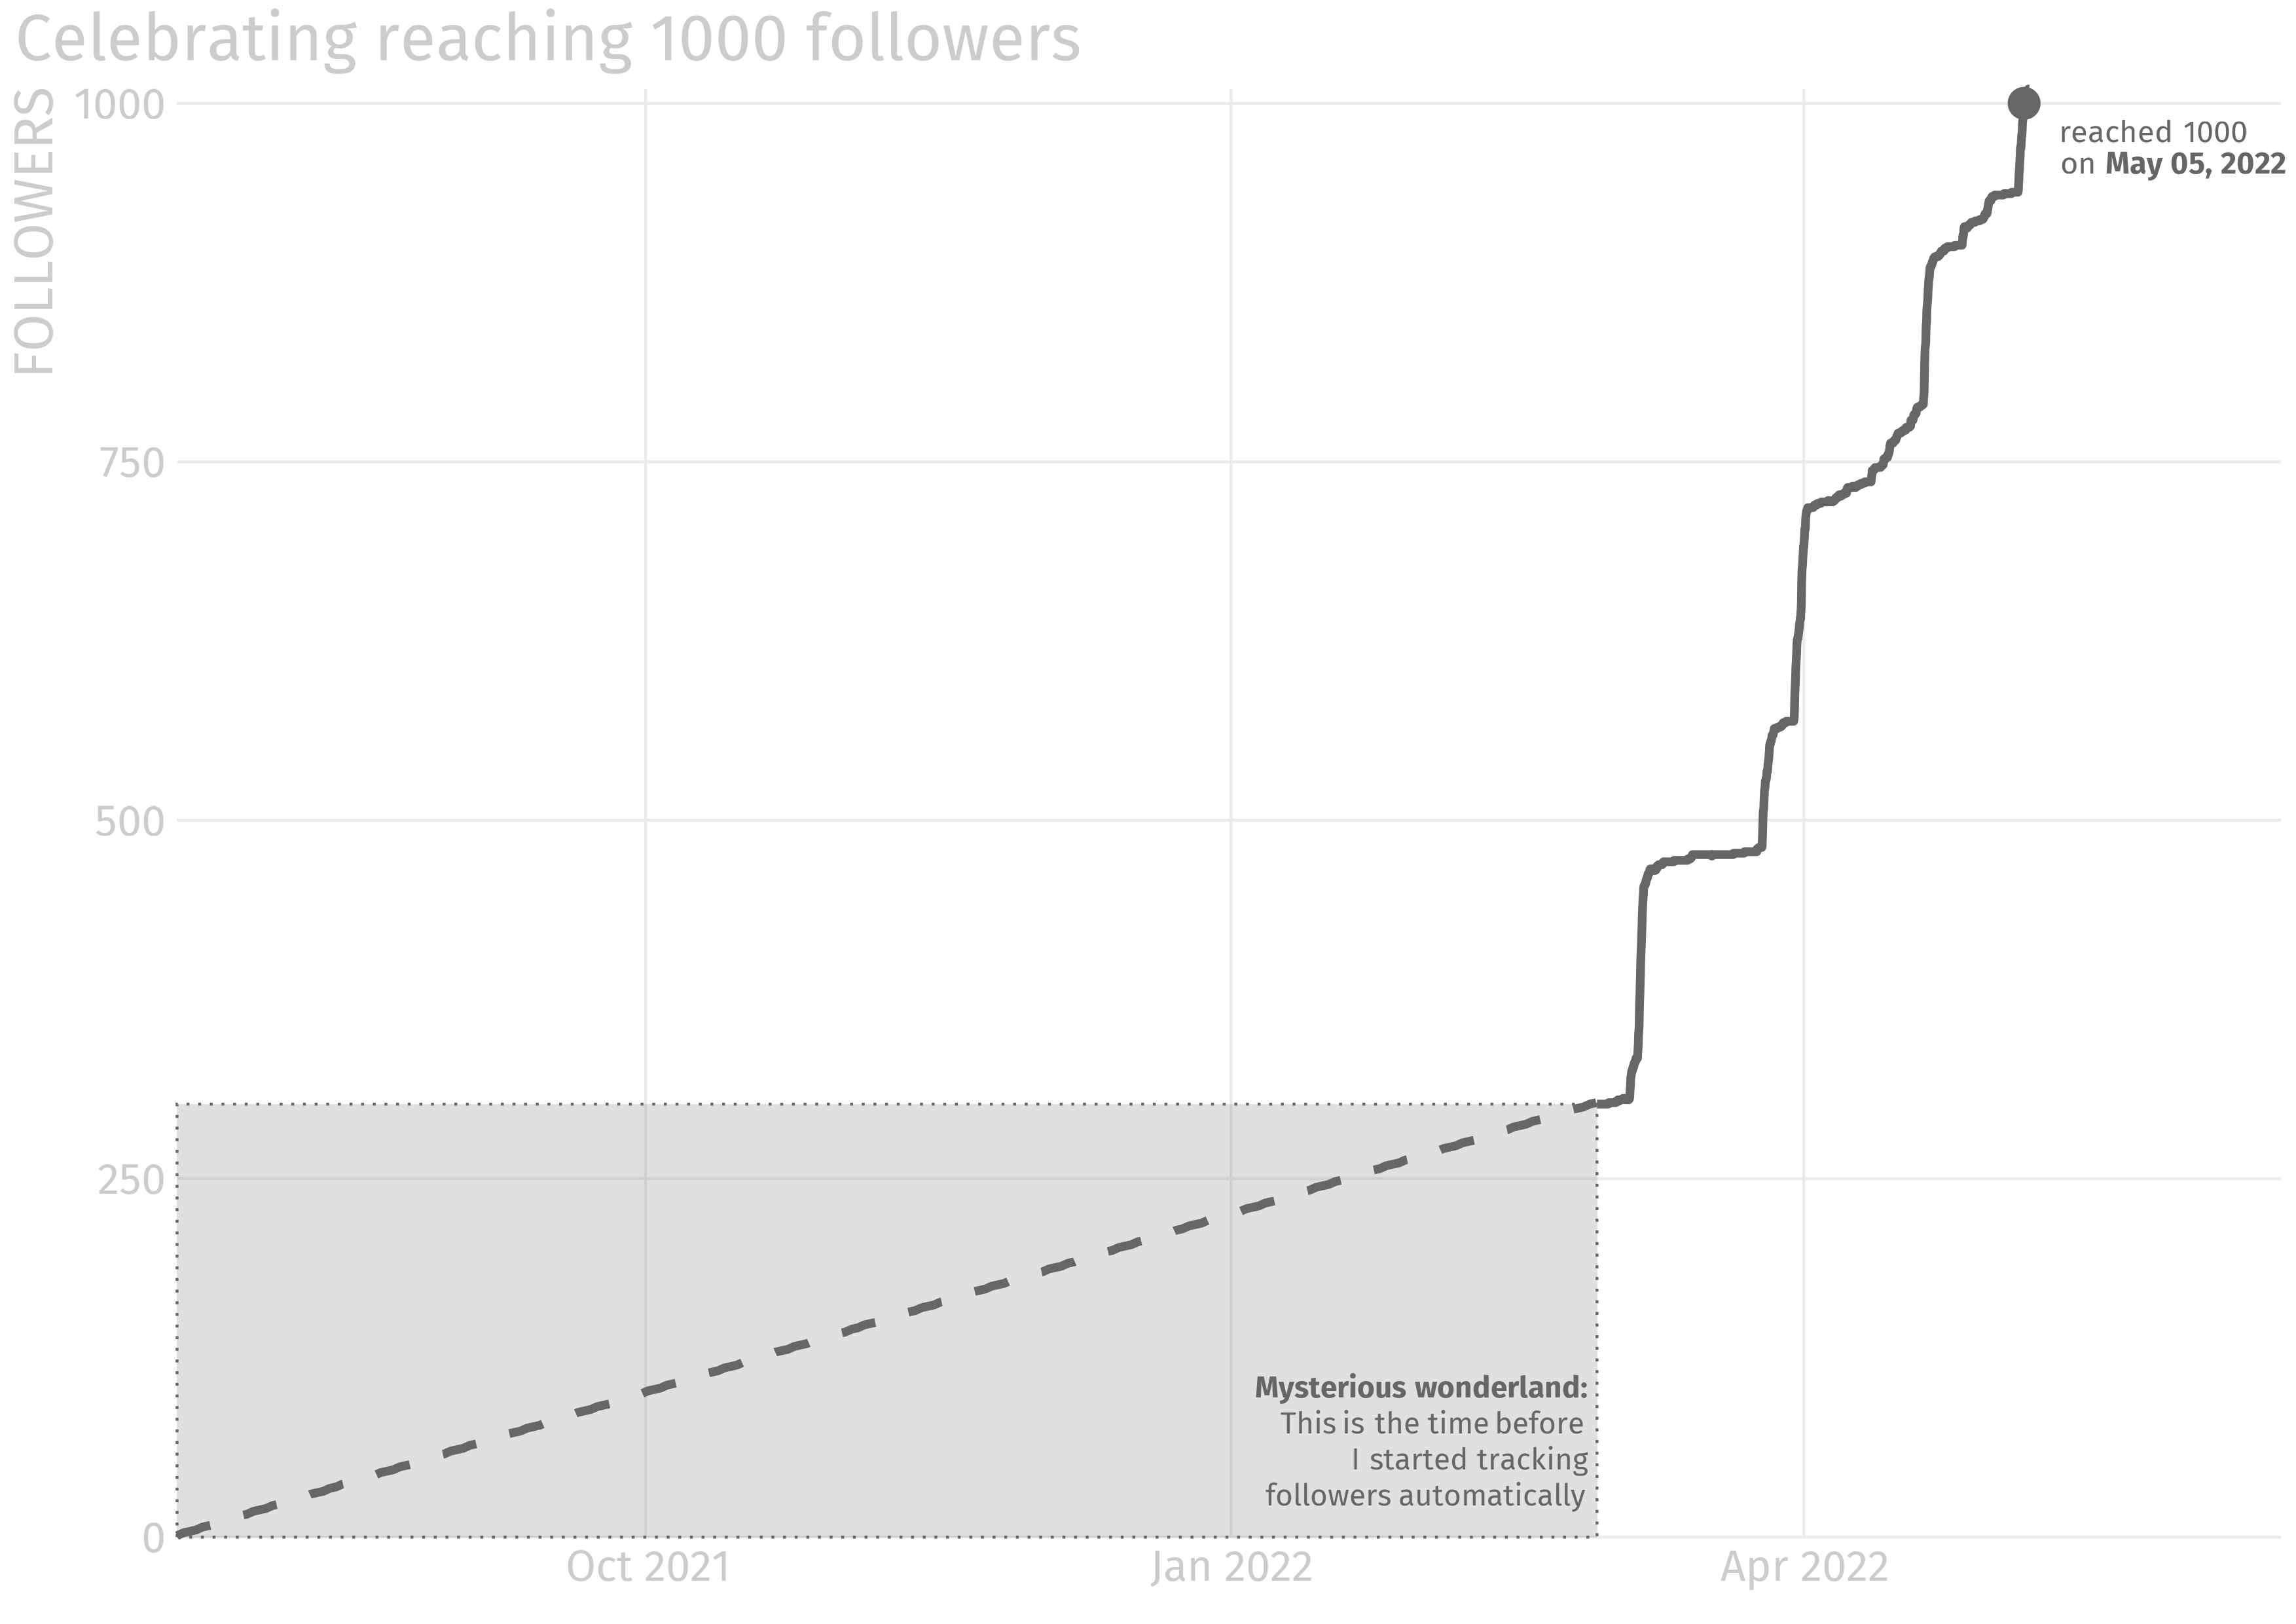 Celebrating reaching 1000 followers
FOLLOWERS
1000
reached 1000
on May 05, 2022
750
500
250
Mysterious wonderland:
This is the time before
I started tracking
followers automatically
0
Oct 2021
Jan 2022
Apr 2022